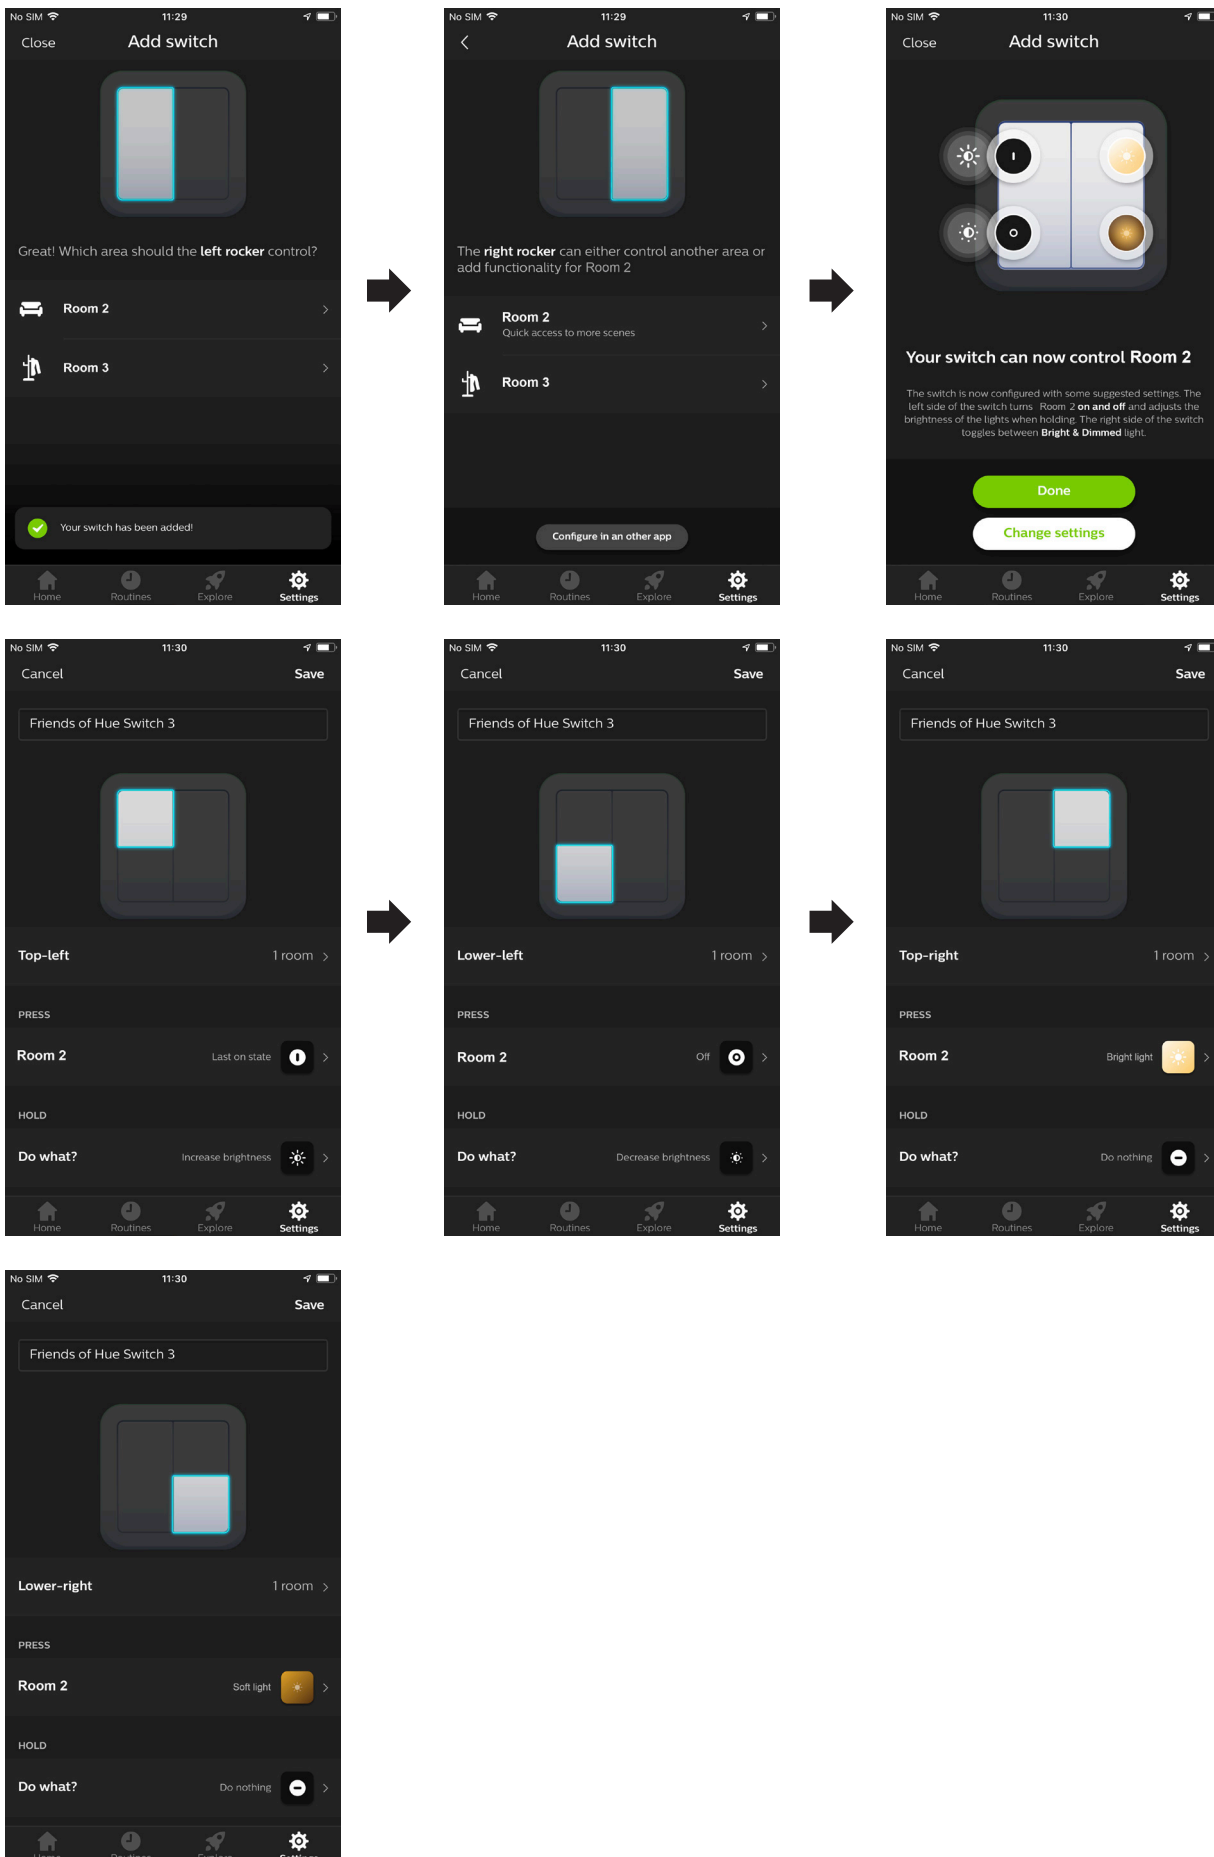 No SIM 11:29
Close Add switch
Great! Which area should the left rocker control?
Room 2
Room 3
Your switch has been added!
Home Routines Explore Settings
No SIM 11:29
Add switch
The right rocker can either control another area or
add functionality for Room 2
Room 2
Quick access to more scenes
Room 3
Configure in an other app
Home Routines Explore Settings
No SIM 11:30
Close Add switch
Your switch can now control Room 2
The switch is now configured with some suggested settings. The
left side of the switch turns Room 2 on and off and adjusts the
brightness of the lights when holding. The right side of the switch
toggles between Bright & Dimmed light.
Done
Change settings
Home Routines Explore Settings
No SIM 11:30
Cancel Save
Friends of Hue Switch 3
Top-left 1 room
PRESS
Room 2 Last on state
HOLD
Do what? Increase brightness
Home Routines Explore Settings
No SIM 11:30
Cancel Save
Friends of Hue Switch 3
Lower-left 1 room
PRESS
Room 2 Off
HOLD
Do what? Decrease brightness
Home Routines Explore Settings
No SIM 11:30
Cancel Save
Friends of Hue Switch 3
Top-right 1 room
PRESS
Room 2 Bright light
HOLD
Do what? Do nothing
Home Routines Explore Settings
No SIM 11:30
Cancel Save
Friends of Hue Switch 3
Lower-right 1 room
PRESS
Room 2 Soft light
HOLD
Do what? Do nothing
Home Routines Explore Settings